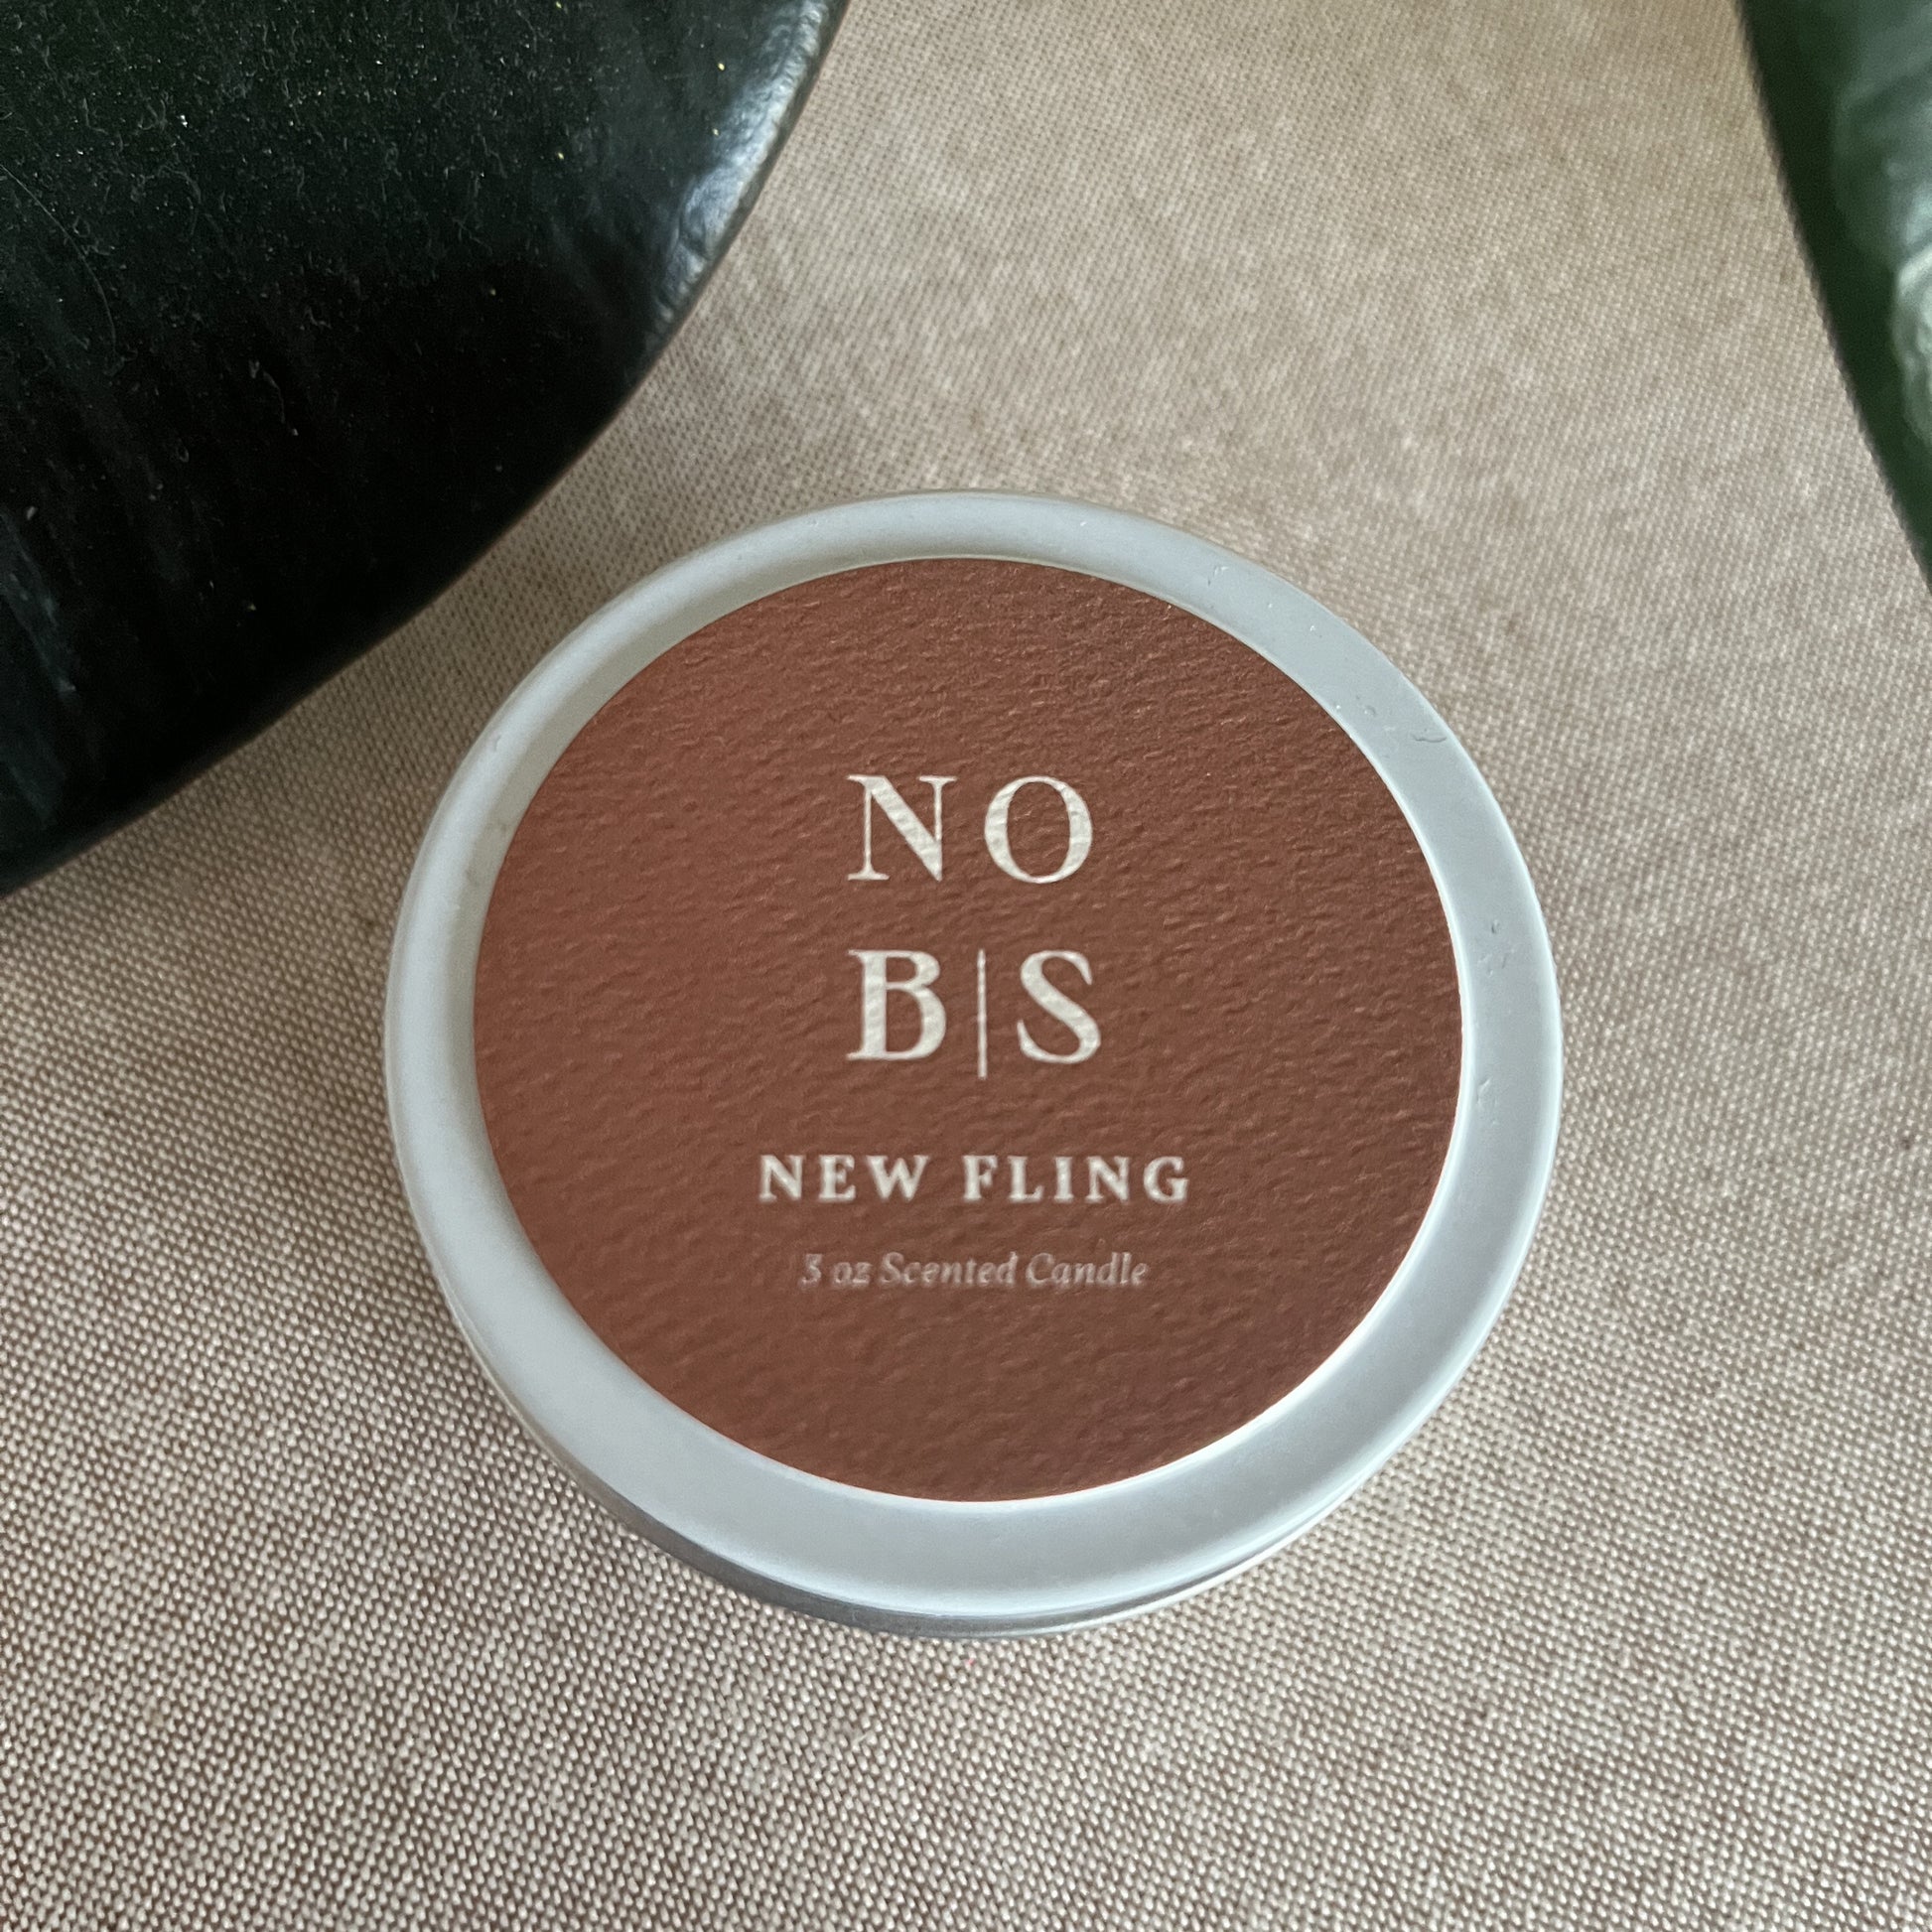 NO
B|S
NEW FLING
3 oz Scented Candle